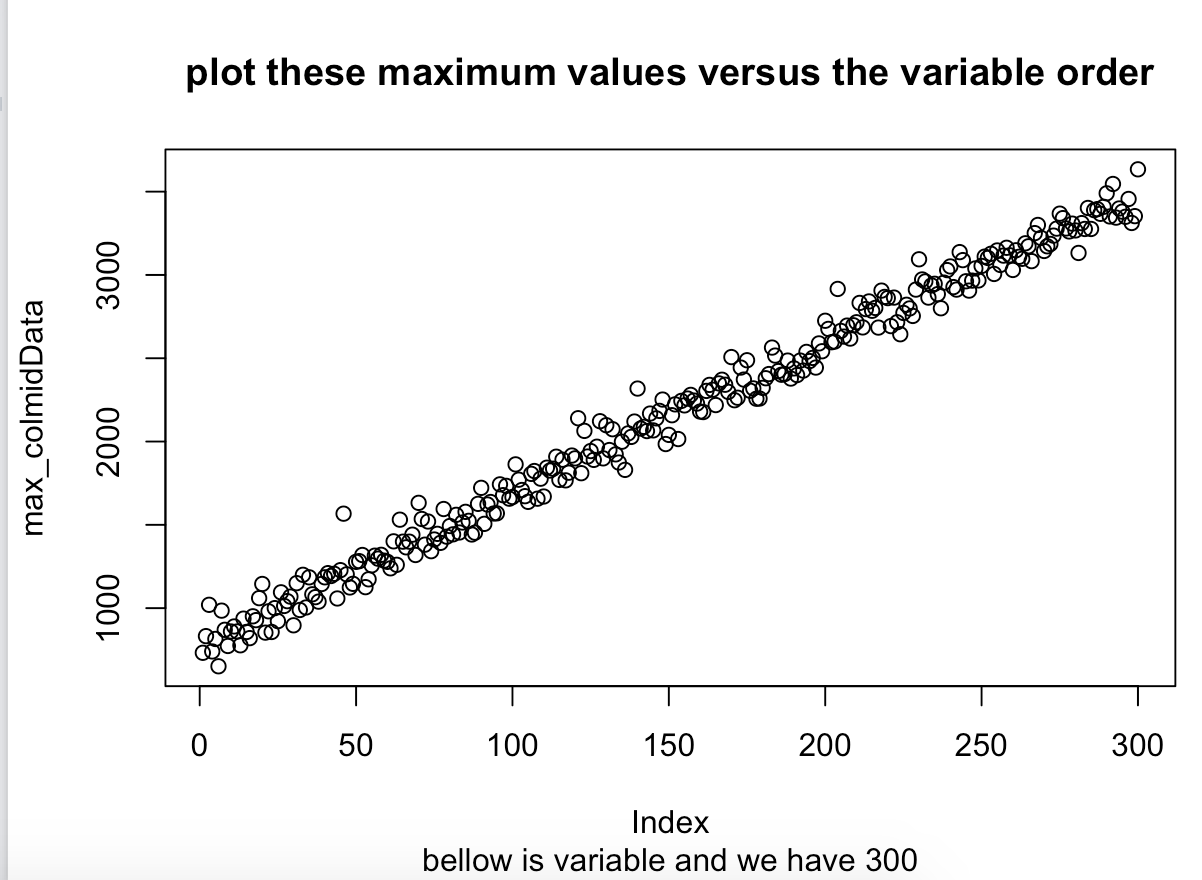 plot these maximum values versus the variable order
max_colmidData
3000
2000
1000
0 50 100 150 200 250 300
Index
bellow is variable and we have 300